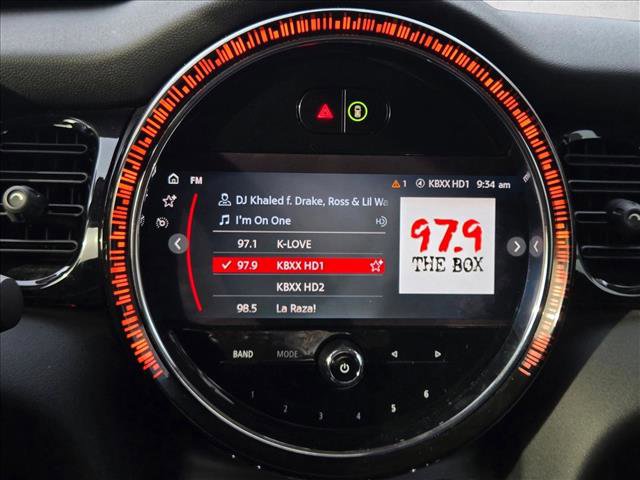 FM
1 KBXX HD1 9:34 am
DJ Khaled f. Drake, Ross & Lil Wa
I'm On One
97.1 K-LOVE
97.9 KBXX HD1
KBXX HD2
98.5 La Raza!
97.9
THE BOX
BAND MODE
1 2 3 4 5 6